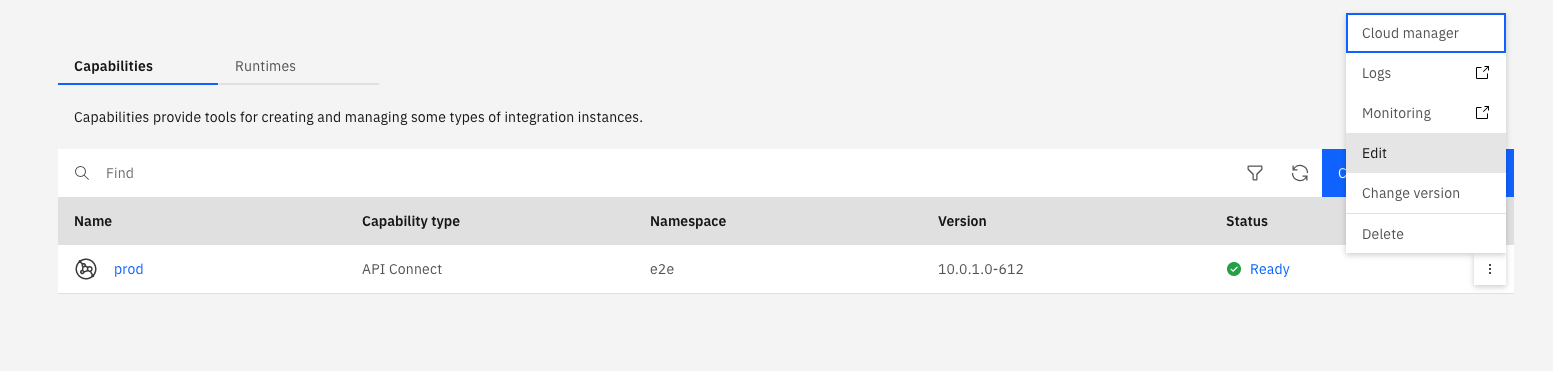 Cloud manager
Capabilities Runtimes
Logs
Monitoring
Capabilities provide tools for creating and managing some types of integration instances.
Edit
Find
Change version
Name Capability type Namespace Version Status
Delete
prod API Connect e2e 10.0.1.0-612 Ready